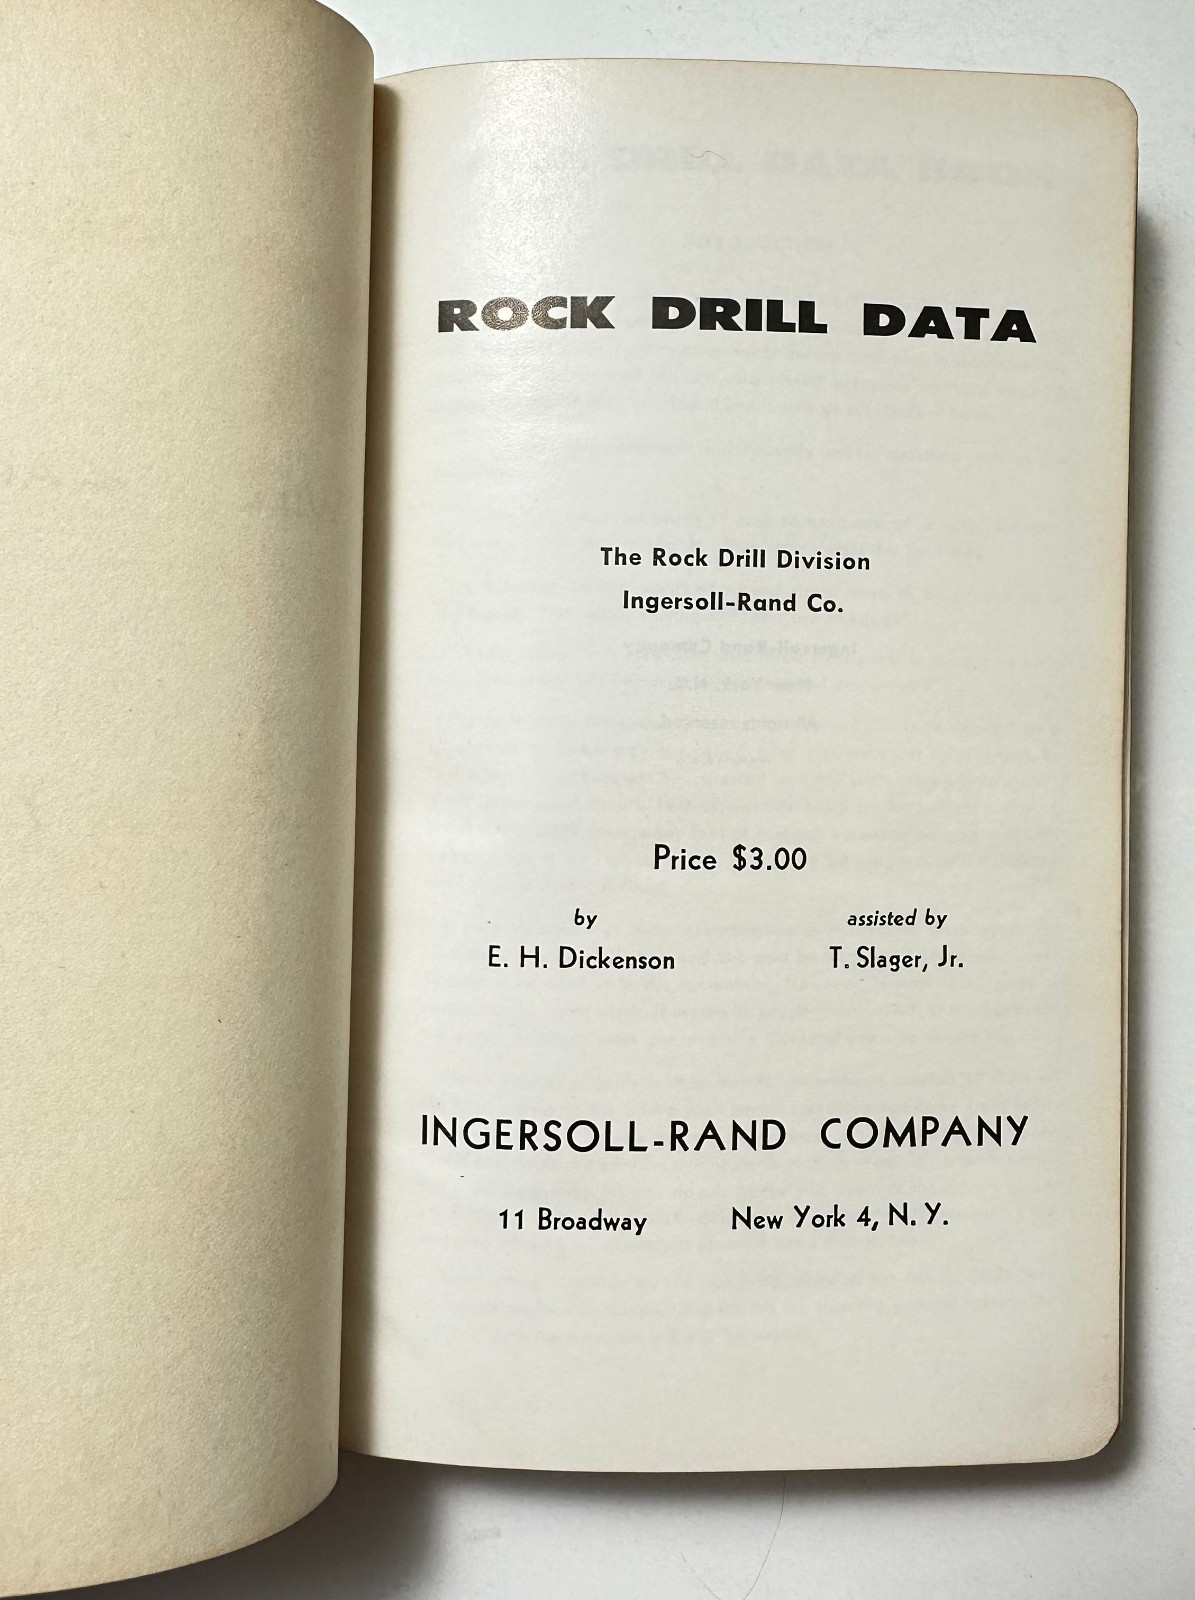 ROCK DRILL DATA
The Rock Drill Division
Ingersoll-Rand Co.
Price $3.00
by
E. H. Dickenson
assisted by
T. Slager, Jr.
INGERSOLL-RAND COMPANY
11 Broadway New York 4, N. Y.